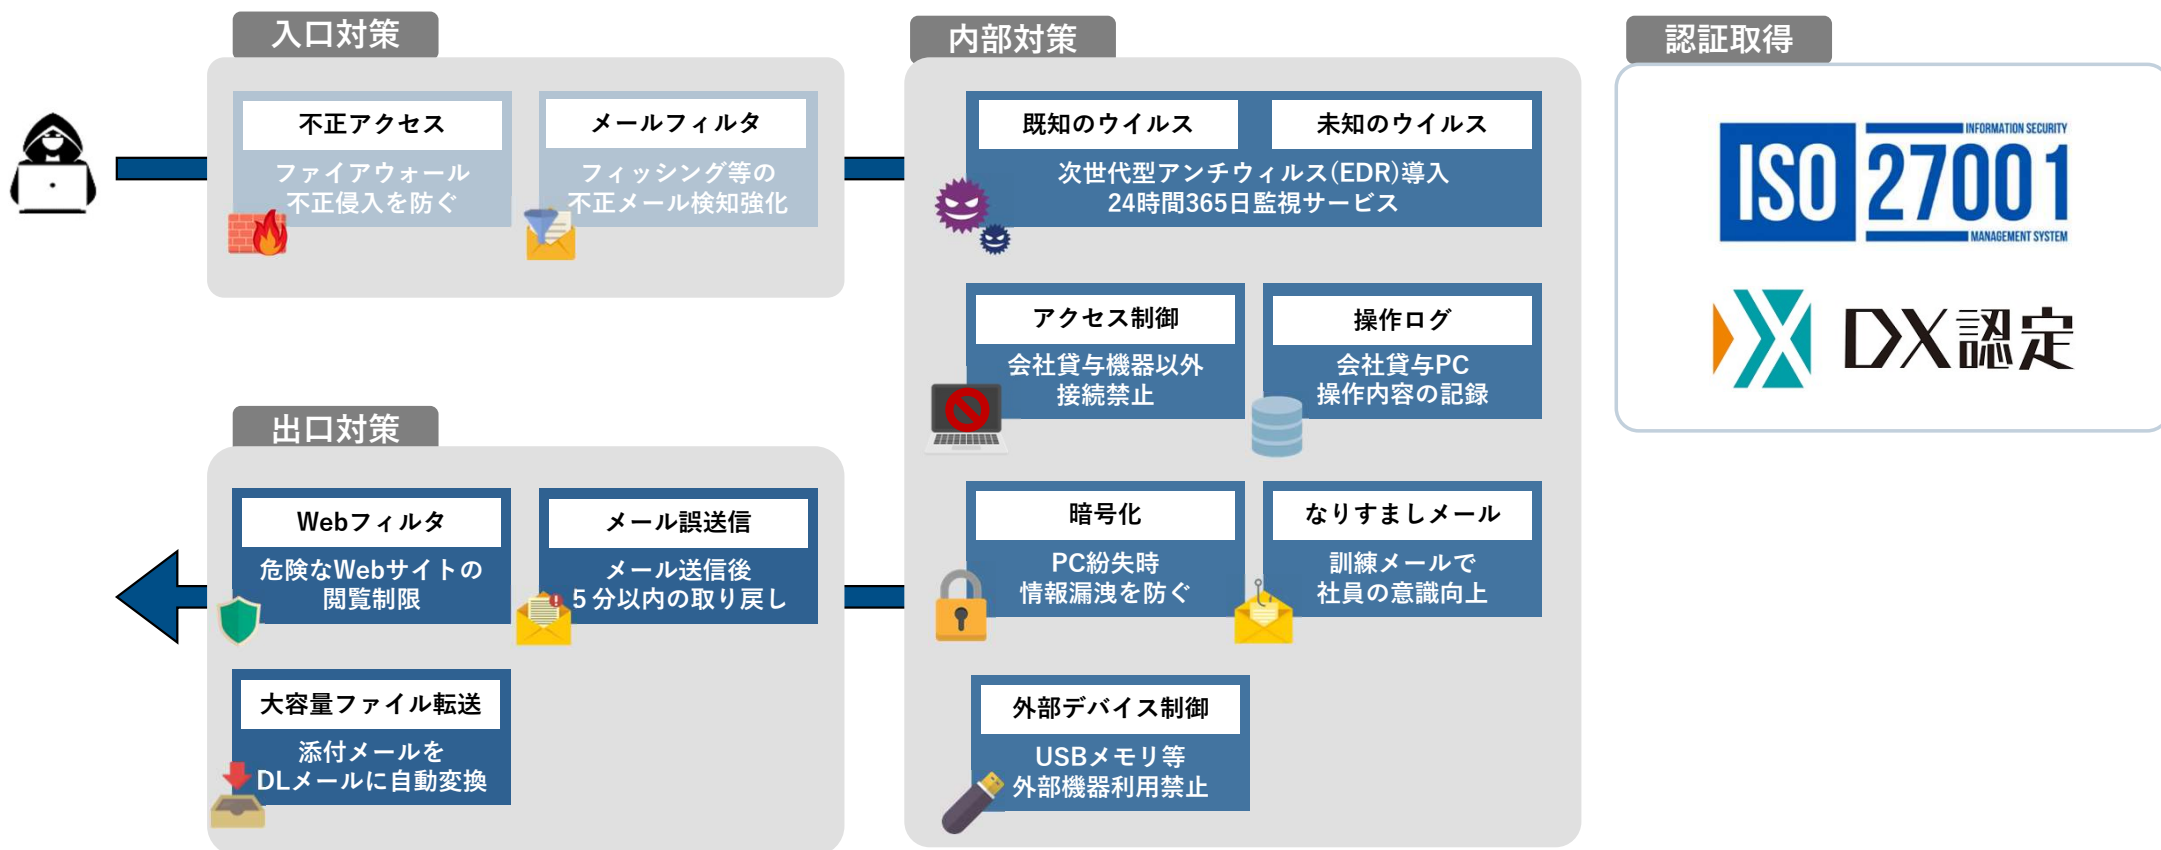 入口対策
不正アクセス
ファイアウォール
不正侵入を防ぐ
メールフィルタ
フィッシング等の
不正メール検知強化
内部対策
既知のウイルス
未知のウイルス
次世代型アンチウィルス(EDR)導入
24時間365日監視サービス
アクセス制御
会社貸与機器以外
接続禁止
操作ログ
会社貸与PC
操作内容の記録
暗号化
PC紛失時
情報漏洩を防ぐ
なりすましメール
訓練メールで
社員の意識向上
外部デバイス制御
USBメモリ等
外部機器利用禁止
出口対策
Webフィルタ
危険なWebサイトの
閲覧制限
メール誤送信
メール送信後
５分以内の取り戻し
大容量ファイル転送
添付メールを
DLメールに自動変換
認証取得
INFORMATION SECURITY
ISO 27001
MANAGEMENT SYSTEM
DX認定